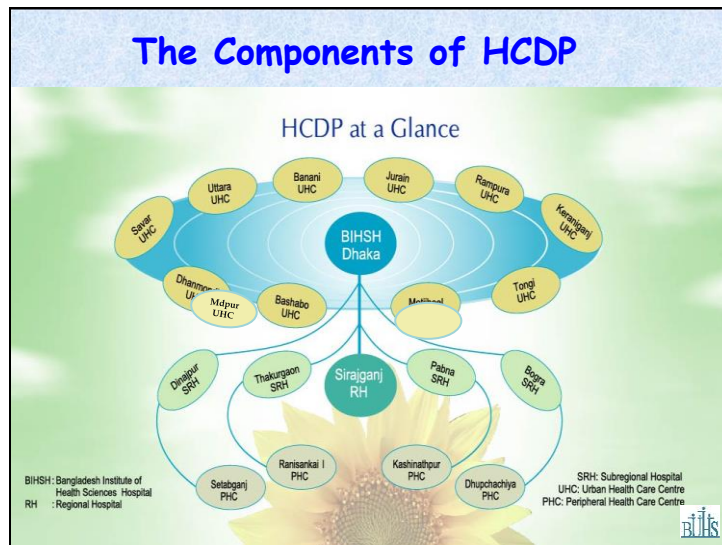 The Components of HCDP
HCDP at a Glance
Savar
UHC
Uttara
UHC
Banani
UHC
Jurain
UHC
Rampura
UHC
Keraniganj
UHC
BIHSH
Dhaka
Mdpur
UHC
Bashabo
UHC
Tongi
UHC
Dinajpur
SRH
Thakurgaon
SRH
Sirajganj
RH
Pabna
SRH
Bogra
SRH
Setabganj
PHC
Ranisankai I
PHC
Kashinathpur
PHC
Dhupchachiya
PHC
BIHSH : Bangladesh Institute of
Health Sciences Hospital
RH : Regional Hospital
SRH: Subregional Hospital
UHC: Urban Health Care Centre
PHC: Peripheral Health Care Centre